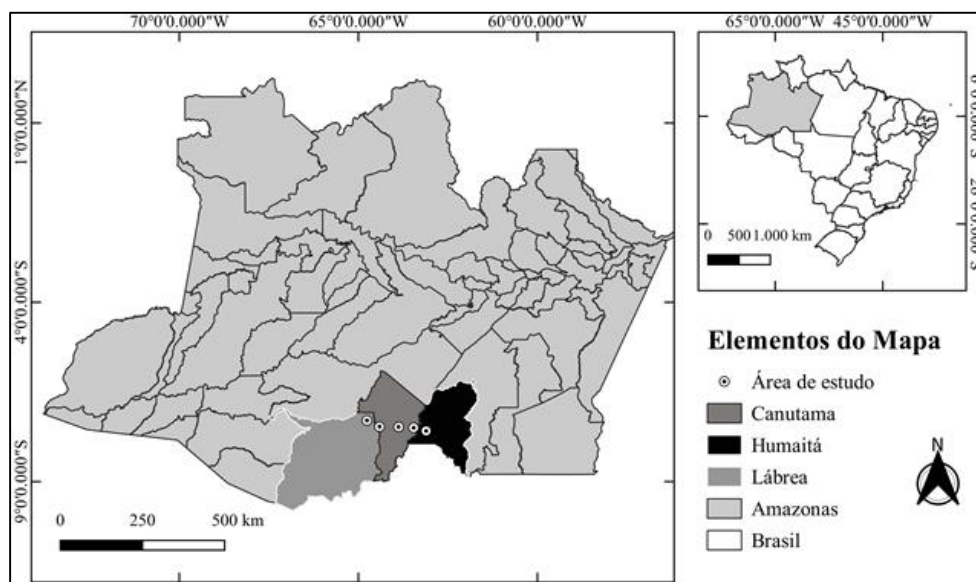 70°0'0.000"W 65°0'0.000"W 60°0'0.000"W
1°0'0.000"N
4°0'0.000"S
9°0'0.000"S
0 250 500 km
65°0'0.000"W 45°0'0.000"W
0 500 1.000 km
Elementos do Mapa
Área de estudo
Canutama
Humaitá
Lábrea
Amazonas
Brasil
N